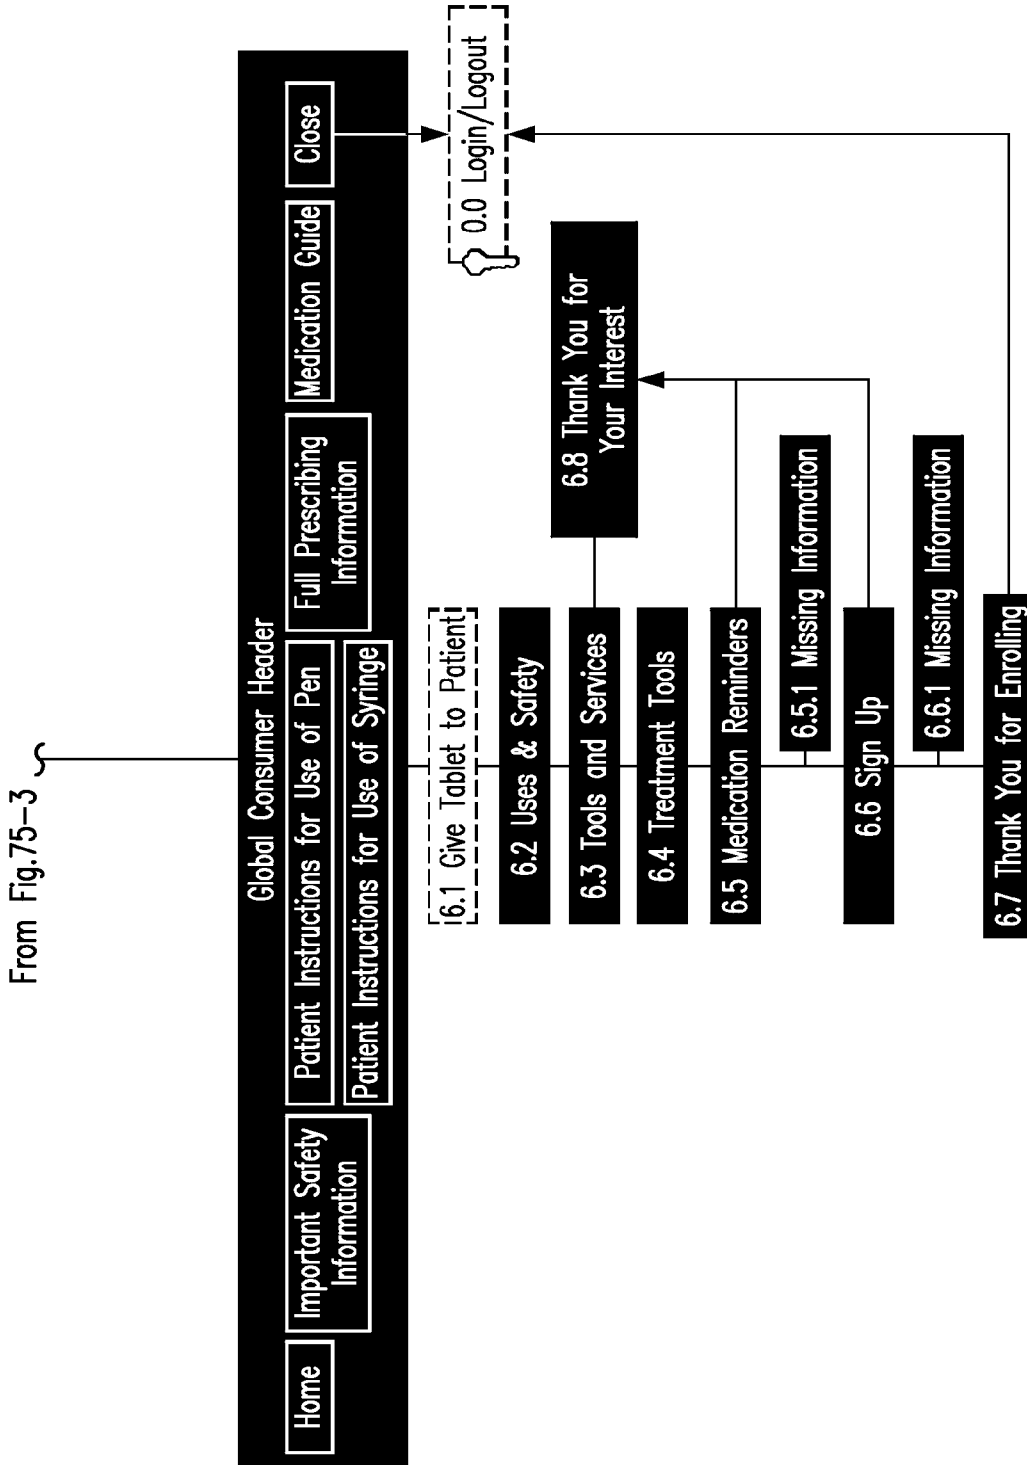 From Fig.75-3
Global Consumer Header
Home
Important Safety
Information
Patient Instructions for Use of Pen
Patient Instructions for Use of Syringe
Full Prescribing
Information
Medication Guide
Close
6.1 Give Tablet to Patient
0.0 Login/Logout
6.2 Uses & Safety
6.3 Tools and Services
6.8 Thank You for
Your Interest
6.4 Treatment Tools
6.5 Medication Reminders
6.5.1 Missing Information
6.6 Sign Up
6.6.1 Missing Information
6.7 Thank You for Enrolling